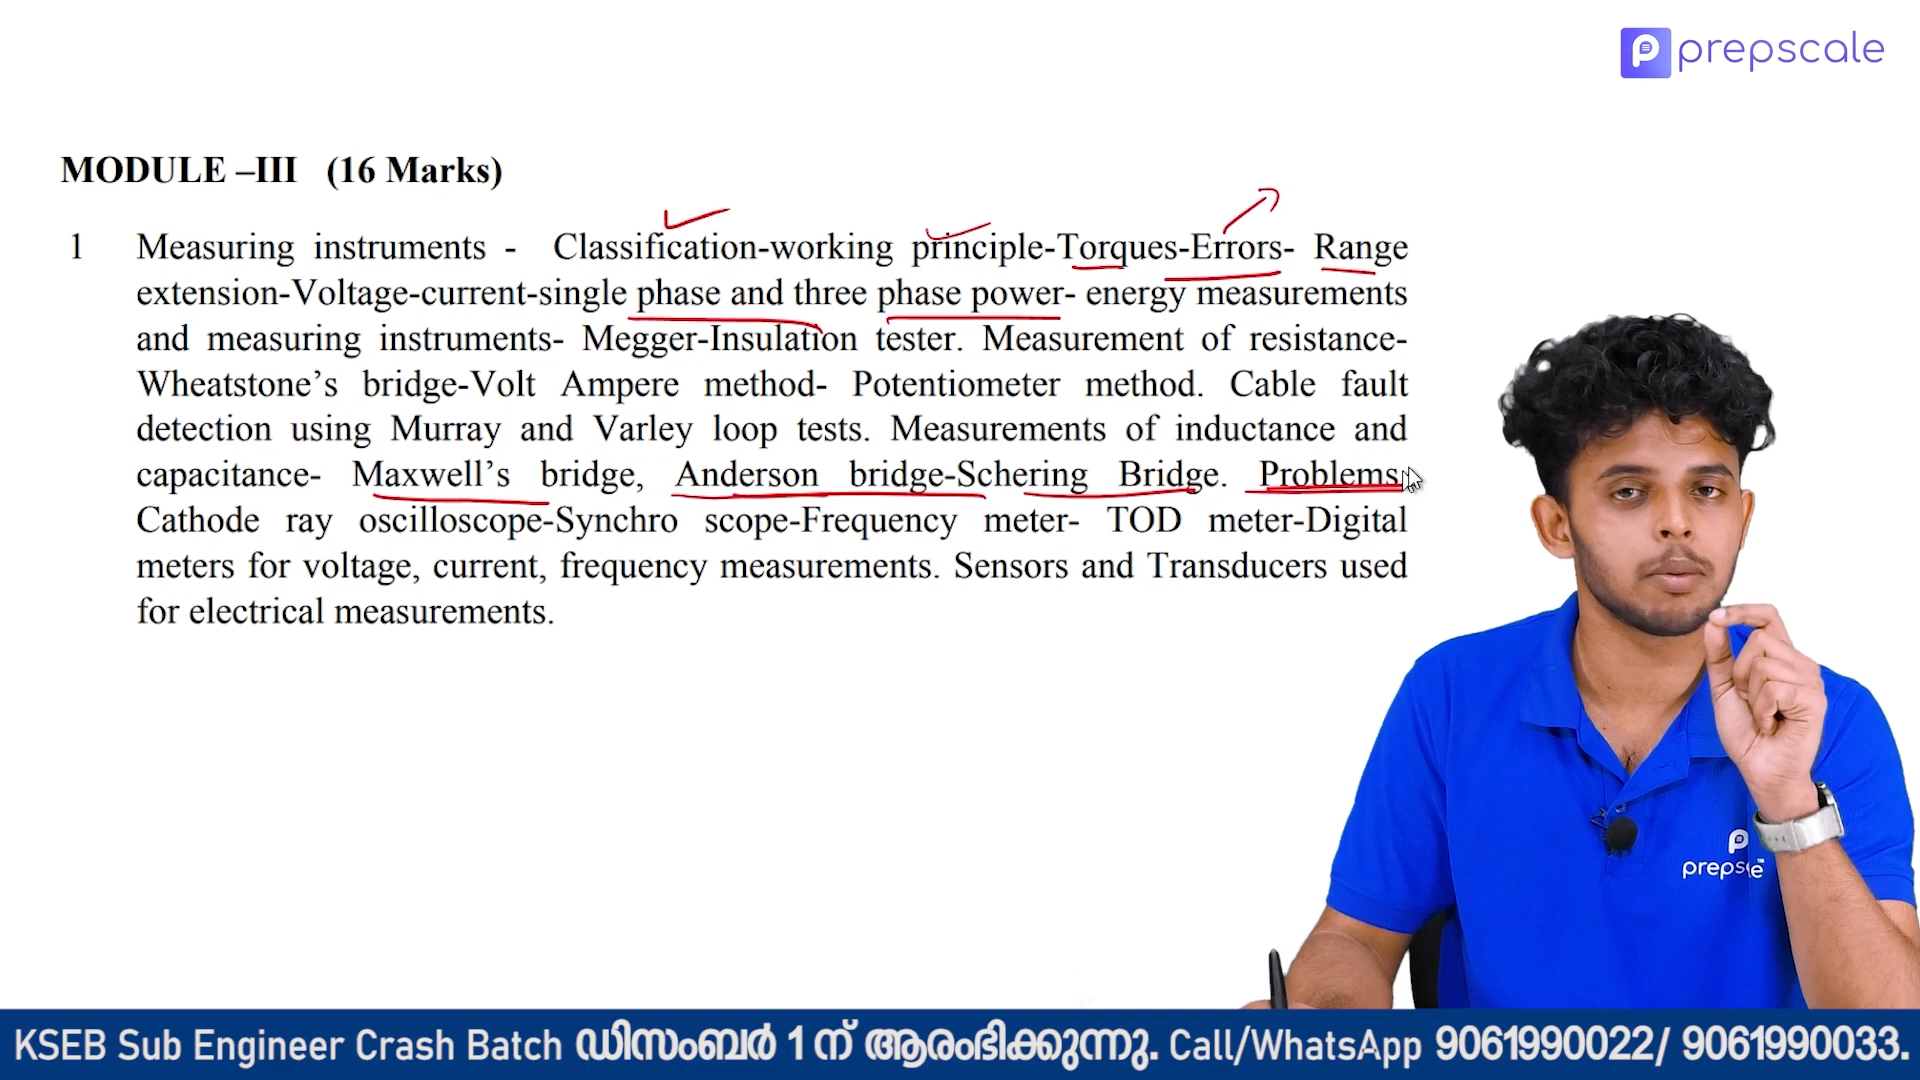 prepscale
MODULE –III (16 Marks)
1 Measuring instruments - Classification-working principle-Torques-Errors- Range
extension-Voltage-current-single phase and three phase power- energy measurements
and measuring instruments- Megger-Insulation tester. Measurement of resistance-
Wheatstone’s bridge-Volt Ampere method- Potentiometer method. Cable fault
detection using Murray and Varley loop tests. Measurements of inductance and
capacitance- Maxwell’s bridge, Anderson bridge-Schering Bridge. Problems.
Cathode ray oscilloscope-Synchro scope-Frequency meter- TOD meter-Digital
meters for voltage, current, frequency measurements. Sensors and Transducers used
for electrical measurements.
KSEB Sub Engineer Crash Batch ഡിസംബർ 1 ന് ആരംഭിക്കുന്നു. Call/WhatsApp 9061990022/ 9061990033.